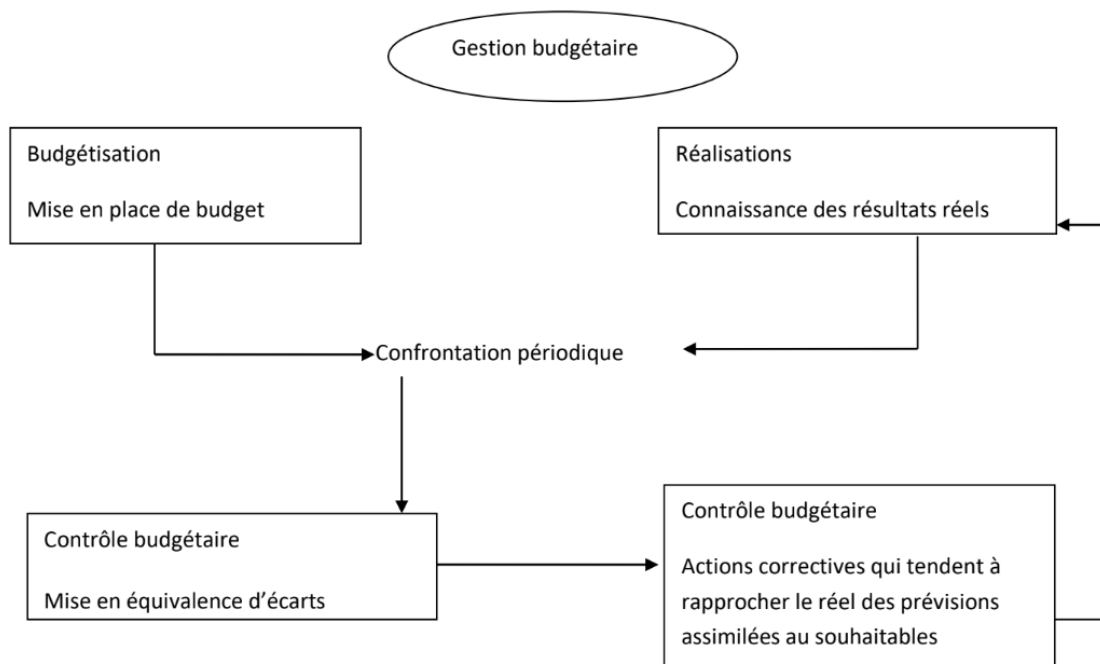 Gestion budgétaire
Budgétisation
Mise en place de budget
Réalisations
Connaissance des résultats réels
Confrontation périodique
Contrôle budgétaire
Mise en équivalence d’écarts
Contrôle budgétaire
Actions correctives qui tendent à
rapprocher le réel des prévisions
assimilées au souhaitables